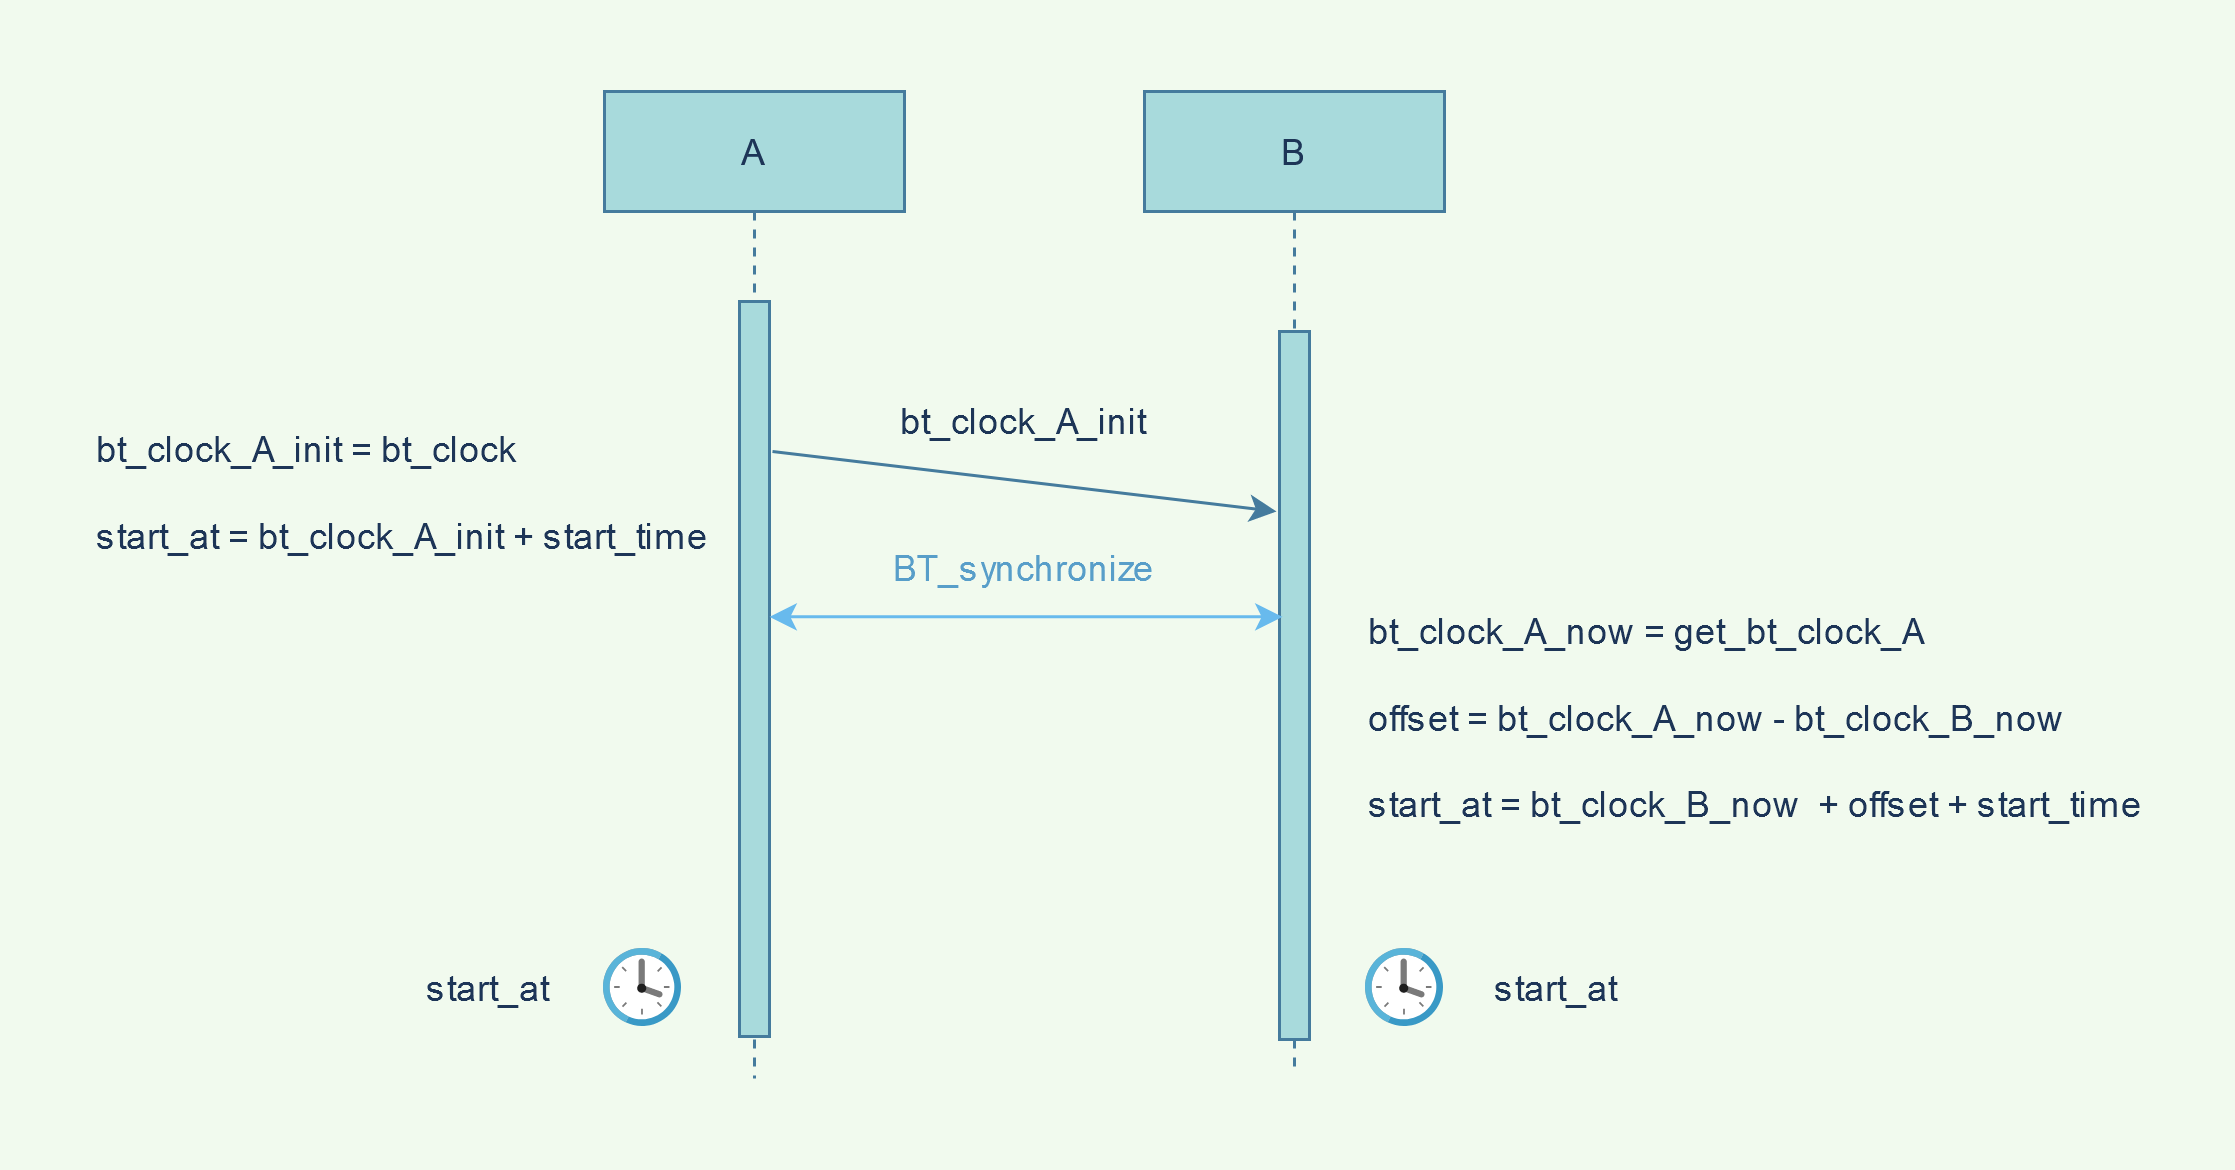 A
B
bt_clock_A_init
bt_clock_A_init = bt_clock
start_at = bt_clock_A_init + start_time
BT_synchronize
bt_clock_A_now = get_bt_clock_A
offset = bt_clock_A_now - bt_clock_B_now
start_at = bt_clock_B_now  + offset + start_time
start_at
start_at